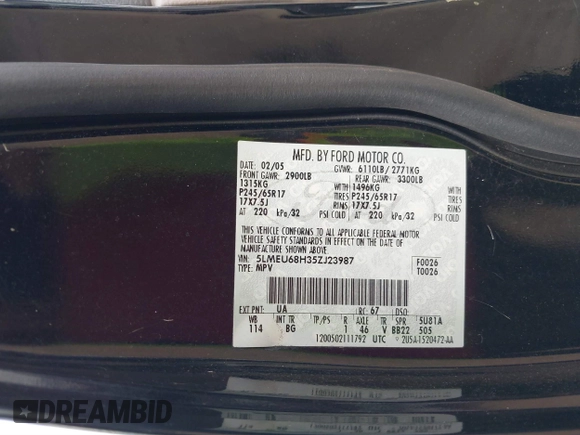 MFD. BY FORD MOTOR CO.
DATE: 02/05 GVWR: 6110LB/ 2771KG
FRONT GAWR: 2900LB REAR GAWR: 3300LB
1315KG 1496KG
P245/65R17 TIRES P245/65R17 TIRES
17X7.5J RIMS 17X7.5J
AT 220 kPa/32 PSI COLD AT 220 kPa/32 PSI COLD
THIS VEHICLE CONFORMS TO ALL APPLICABLE FEDERAL MOTOR
VEHICLE SAFETY AND BUMPER STANDARDS IN EFFECT ON THE DATE OF
MANUFACTURE SHOWN ABOVE.
VIN: 5LMEU68H35ZJ23987 F0026
TYPE: MPV T0026
EXT PNT: UA RC: 67 DSO:
WB INT TR TP/PS R AXLE TR SPR 5U81A
114 BG 1 46 V BB22 505
1200502111792 UTC 2U5A-1520472-AA
DREAMBID